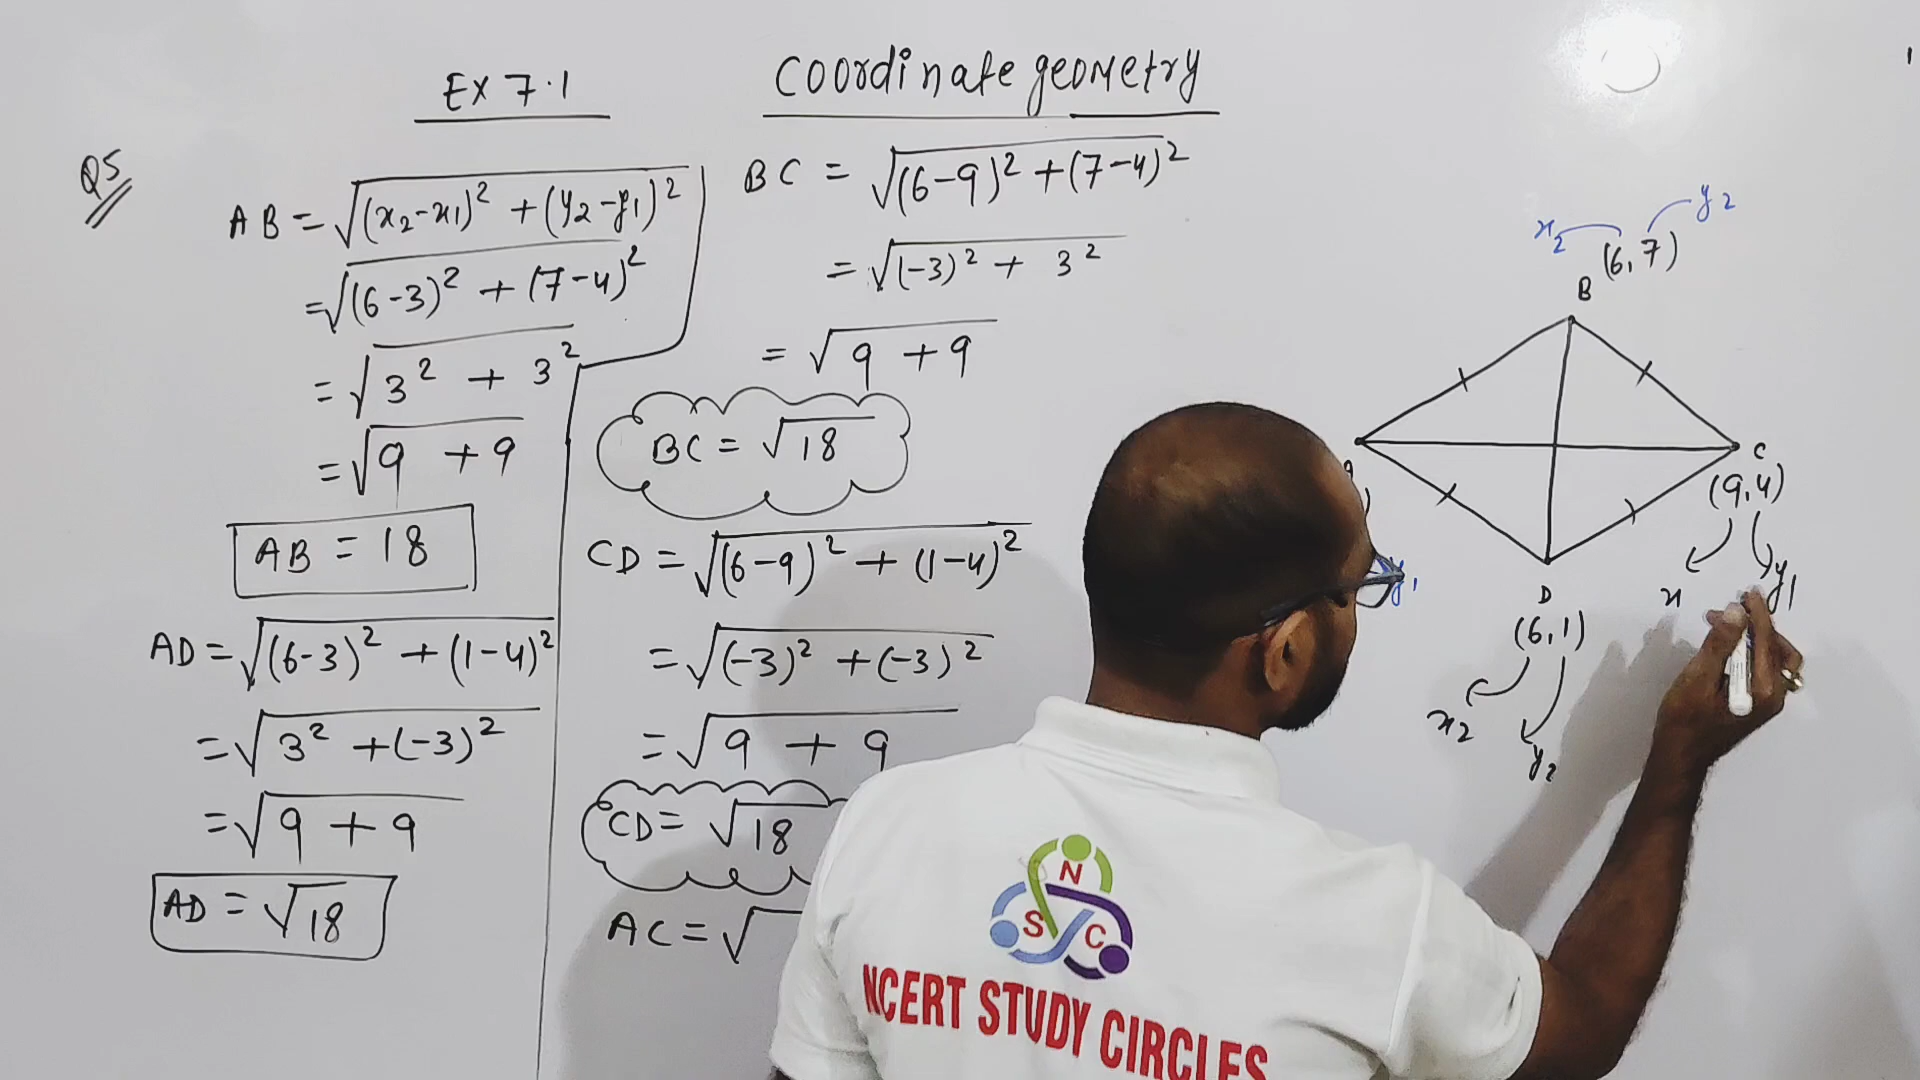 EX 7.1
Coordinate geometry
Q5
AB = √(x₂-x₁)² + (y₂-y₁)²
= √(6-3)² + (7-4)²
= √3² + 3²
= √9 + 9
AB = 18
AD = √(6-3)² + (1-4)²
= √3² + (-3)²
= √9 + 9
AD = √18
BC = √(6-9)² + (7-4)²
= √(-3)² + 3²
= √9 + 9
BC = √18
CD = √(6-9)² + (1-4)²
= √(-3)² + (-3)²
= √9 + 9
CD = √18
AC = √
x₂ y₂
(6,7)
B
C
(9,4)
y₁
x y₁
D
(6,1)
x₂
y₂
N
S C
NCERT STUDY CIRCLES